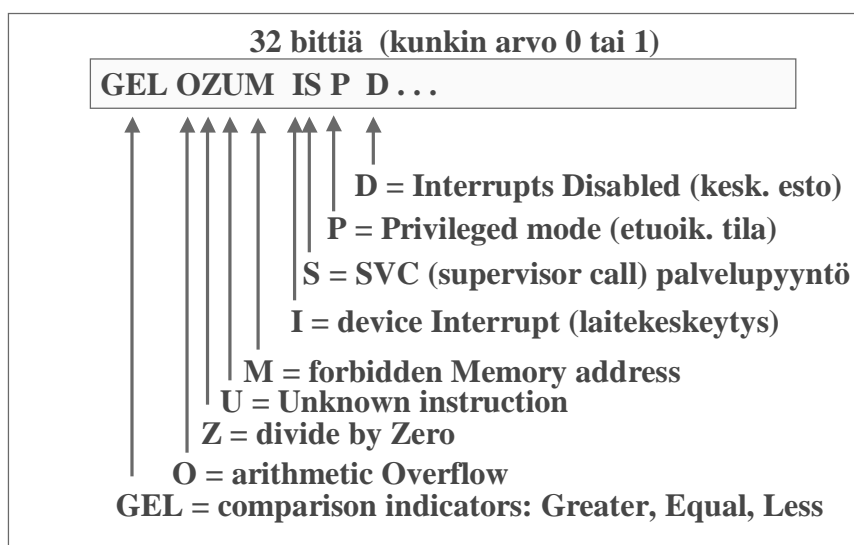 32 bittiä (kunkin arvo 0 tai 1)
GEL OZUM IS P D . . .
D = Interrupts Disabled (kesk. esto)
P = Privileged mode (etuoik. tila)
S = SVC (supervisor call) palvelupyyntö
I = device Interrupt (laitekeskeytys)
M = forbidden Memory address
U = Unknown instruction
Z = divide by Zero
O = arithmetic Overflow
GEL = comparison indicators: Greater, Equal, Less